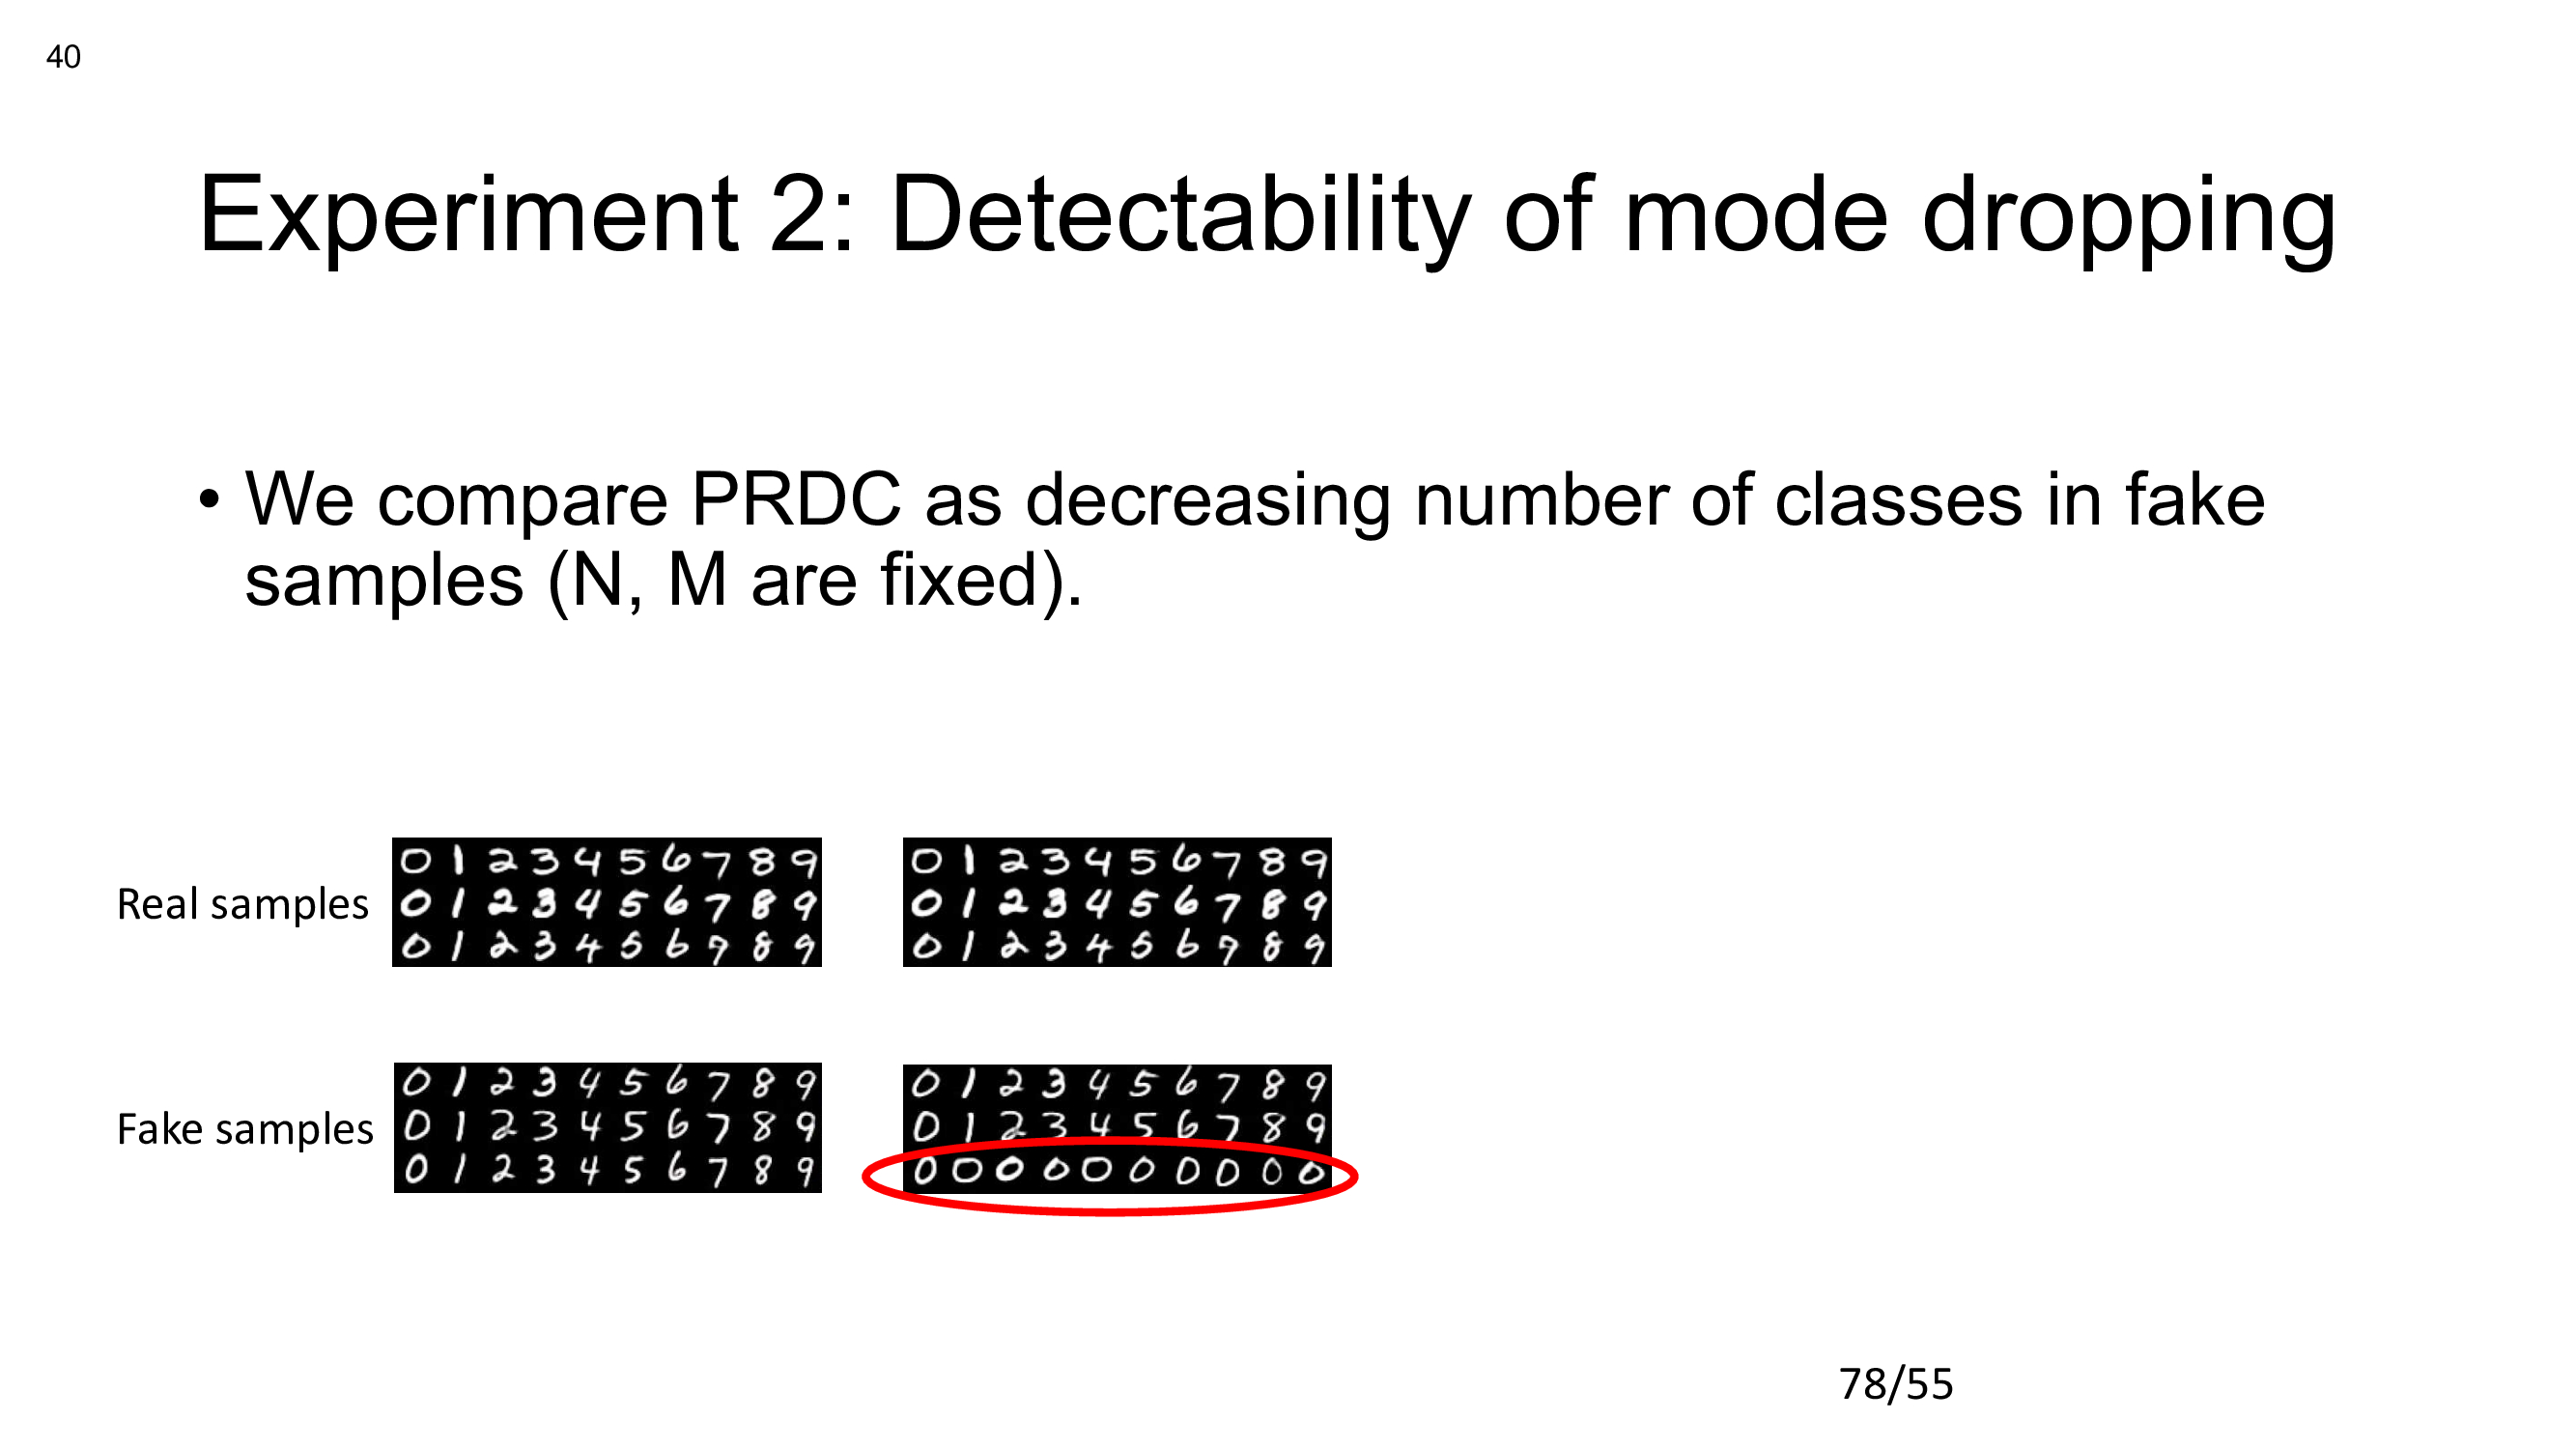 40
Experiment 2: Detectability of mode dropping
• We compare PRDC as decreasing number of classes in fake
samples (N, M are fixed).
0 1 2 3 4 5 6 7 8 9
0 1 2 3 4 5 6 7 8 9
Real samples
0 1 2 3 4 5 6 7 8 9
0 1 2 3 4 5 6 7 8 9
0 1 2 3 4 5 6 7 8 9
0 1 2 3 4 5 6 7 8 9
0 1 2 3 4 5 6 7 8 9
0 1 2 3 4 5 6 7 8 9
Fake samples
0 1 2 3 4 5 6 7 8 9
0 1 2 3 4 5 6 7 8 9
0 1 2 3 4 5 6 7 8 9
0 0 0 0 0 0 0 0 0 0
78/55